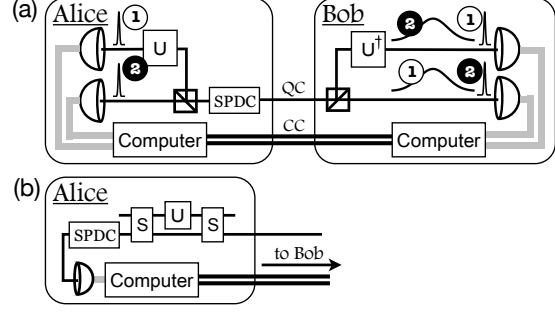 (a) Alice Bob
1 2 1
U U†
2 1 2
SPDC QC
CC
Computer Computer
(b) Alice
U
S S
SPDC
to Bob
Computer